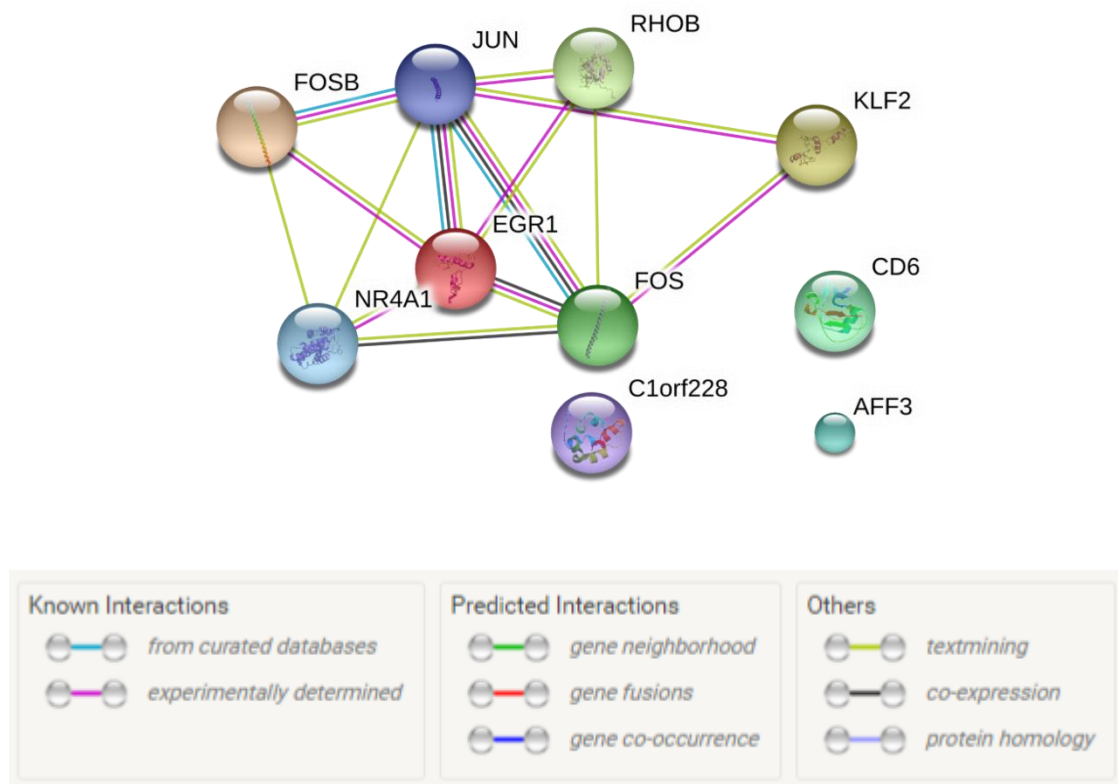 JUN
RHOB
FOSB
KLF2
EGR1
CD6
FOS
NR4A1
C1orf228
AFF3
Known Interactions
from curated databases
experimentally determined
Predicted Interactions
gene neighborhood
gene fusions
gene co-occurrence
Others
textmining
co-expression
protein homology